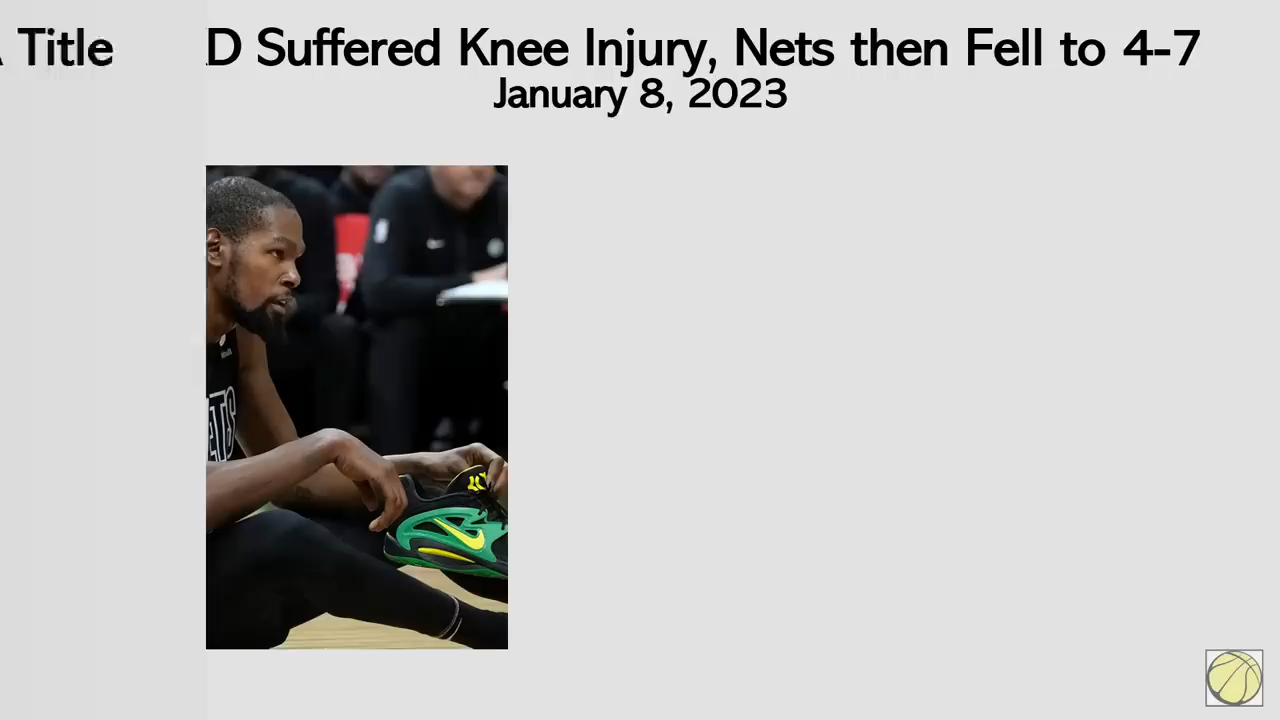 Title
D Suffered Knee Injury, Nets then Fell to 4-7
January 8, 2023